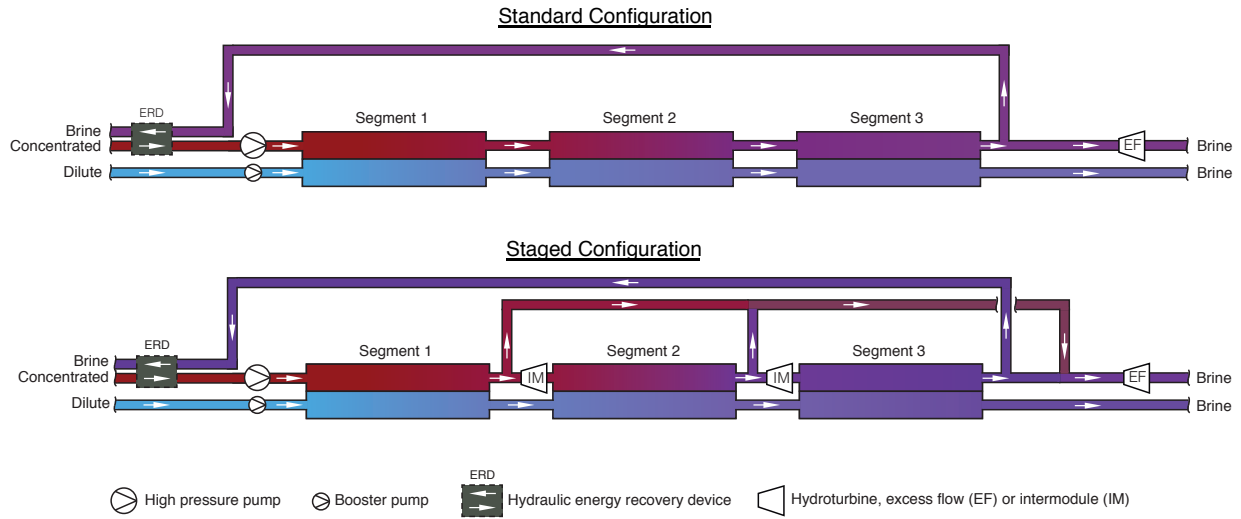 Standard Configuration
ERD
Segment 1 Segment 2 Segment 3
Brine
Concentrated EF Brine
Dilute Brine
Staged Configuration
ERD
Segment 1 Segment 2 Segment 3
Brine
Concentrated IM IM EF Brine
Dilute Brine
ERD
High pressure pump Booster pump Hydraulic energy recovery device Hydroturbine, excess flow (EF) or intermodule (IM)